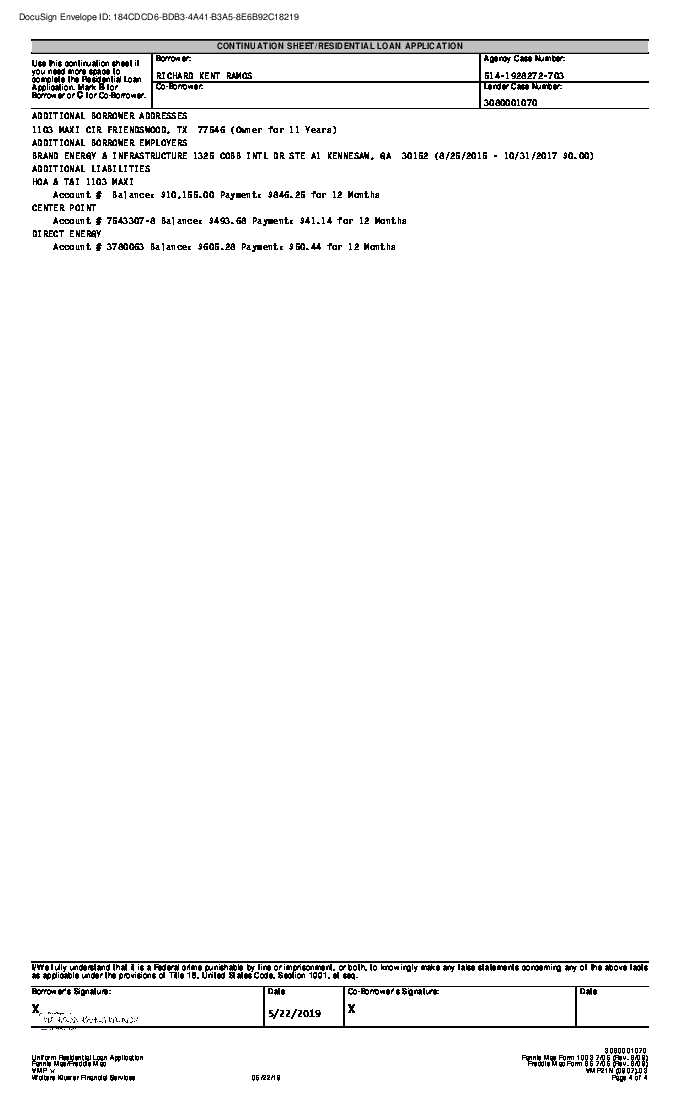 DocuSign Envelope ID: 184CDCD6-BDB3-4A41-B3A5-8E6B92C18219
CONTINUATION SHEET/RESIDENTIAL LOAN APPLICATION
Use this continuation sheet if
you need more space to
complete the Residential Loan
Application. Mark B for
Borrower or C for Co-Borrower.
Borrower:
RICHARD KENT RAMOS
Co-Borrower:
Agency Case Number:
514-1928272-703
Lender Case Number:
3080001070
ADDITIONAL BORROWER ADDRESSES
1103 MAXI CIR FRIENDSWOOD, TX 77546 (Owner for 11 Years)
ADDITIONAL BORROWER EMPLOYERS
BRAND ENERGY & INFRASTRUCTURE 1325 COBB INTL DR STE A1 KENNESAW, GA 30152 (8/25/2015 - 10/31/2017 $0.00)
ADDITIONAL LIABILITIES
HOA & T&I 1103 MAXI
Account # Balance: $10,155.00 Payment: $846.25 for 12 Months
CENTER POINT
Account # 7543307-8 Balance: $493.68 Payment: $41.14 for 12 Months
DIRECT ENERGY
Account # 3780063 Balance: $605.28 Payment: $50.44 for 12 Months
I/We fully understand that it is a Federal crime punishable by fine or imprisonment, or both, to knowingly make any false statements concerning any of the above facts
as applicable under the provisions of Title 18, United States Code, Section 1001, et seq.
Borrower's Signature:
X
Date
5/22/2019
Co-Borrower's Signature:
X
Date
3080001070
Uniform Residential Loan Application
Fannie Mae/Freddie Mac
VMP
Wolters Kluwer Financial Services
05/22/19
Fannie Mae Form 1003 7/05 (Rev. 6/09)
Freddie Mac Form 65 7/05 (Rev. 6/09)
VMP21N (0907).03
Page 4 of 4